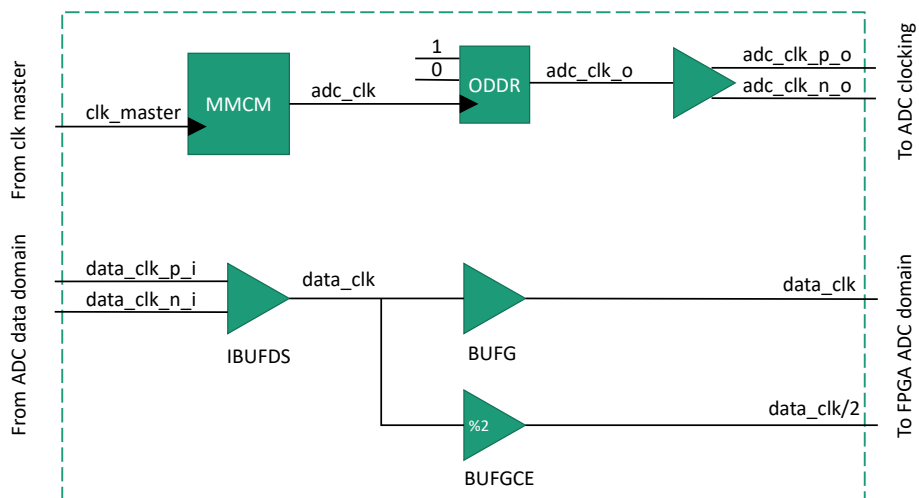 From clk master
clk_master
MMCM
adc_clk
1
0
ODDR
adc_clk_o
adc_clk_p_o
adc_clk_n_o
To ADC clocking
From ADC data domain
data_clk_p_i
data_clk_n_i
IBUFDS
data_clk
BUFG
data_clk
%2
BUFGCE
data_clk/2
To FPGA ADC domain